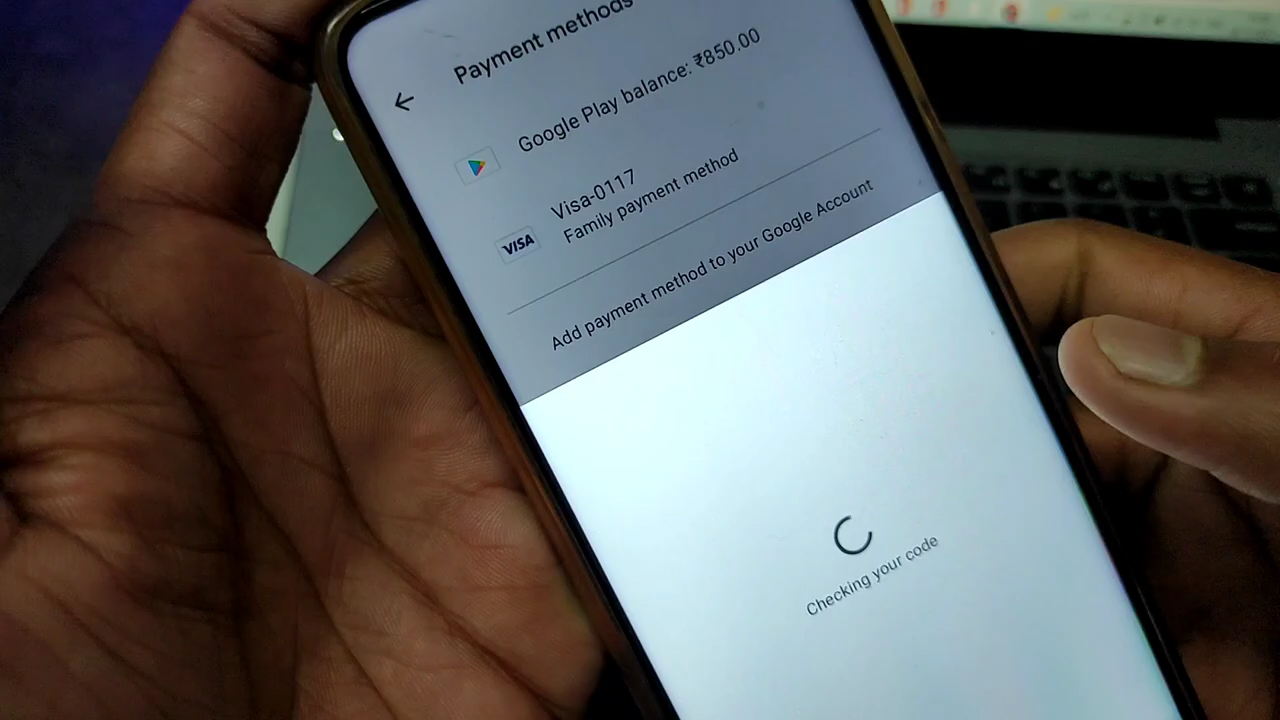 Payment methods
Google Play balance: ₹850.00
Visa-0117
VISA
Family payment method
Add payment method to your Google Account
Checking your code